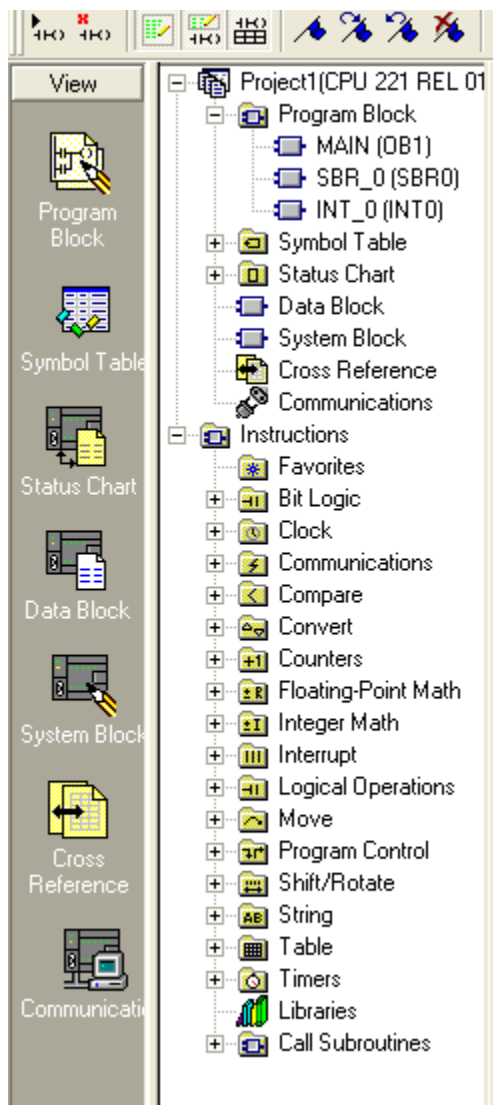 View
Program
Block
Symbol Table
Status Chart
Data Block
System Block
Cross
Reference
Communicati
Project1(CPU 221 REL 01
Program Block
MAIN (OB1)
SBR_0 (SBR0)
INT_0 (INT0)
Symbol Table
Status Chart
Data Block
System Block
Cross Reference
Communications
Instructions
Favorites
Bit Logic
Clock
Communications
Compare
Convert
Counters
Floating-Point Math
Integer Math
Interrupt
Logical Operations
Move
Program Control
Shift/Rotate
String
Table
Timers
Libraries
Call Subroutines